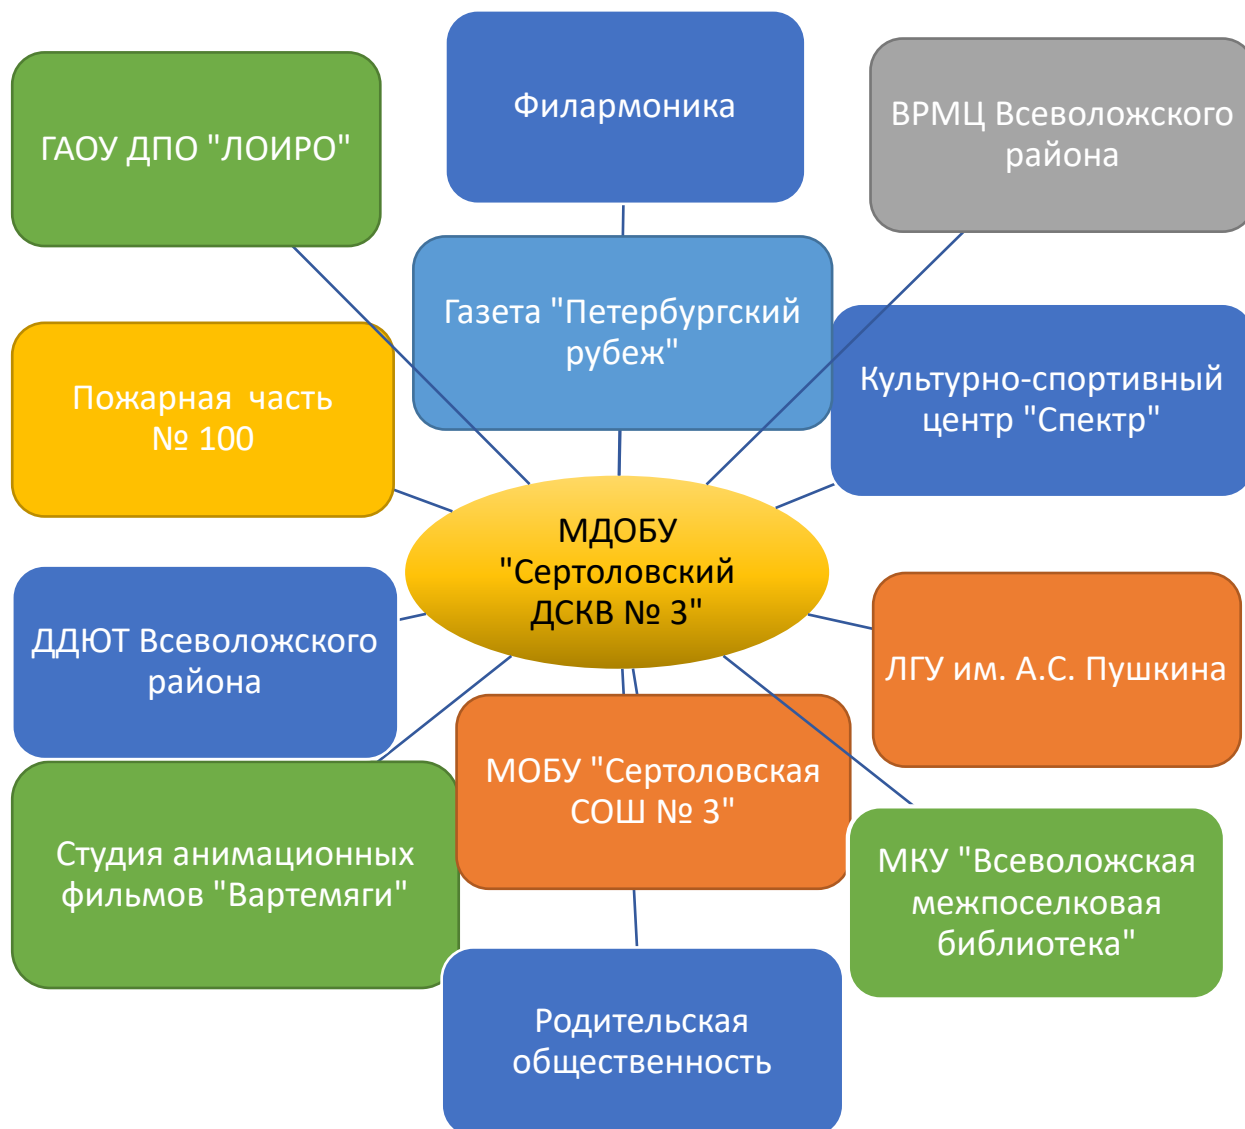 Филармоника
ГАОУ ДПО "ЛОИРО"
ВРМЦ Всеволожского
района
Газета "Петербургский
рубеж"
Пожарная часть
№ 100
Культурно-спортивный
центр "Спектр"
МДОБУ
"Сертоловский
ДСКВ № 3"
ДДЮТ Всеволожского
района
ЛГУ им. А.С. Пушкина
МОБУ "Сертоловская
СОШ № 3"
Студия анимационных
фильмов "Вартемяги"
МКУ "Всеволожская
межпоселковая
библиотека"
Родительская
общественность